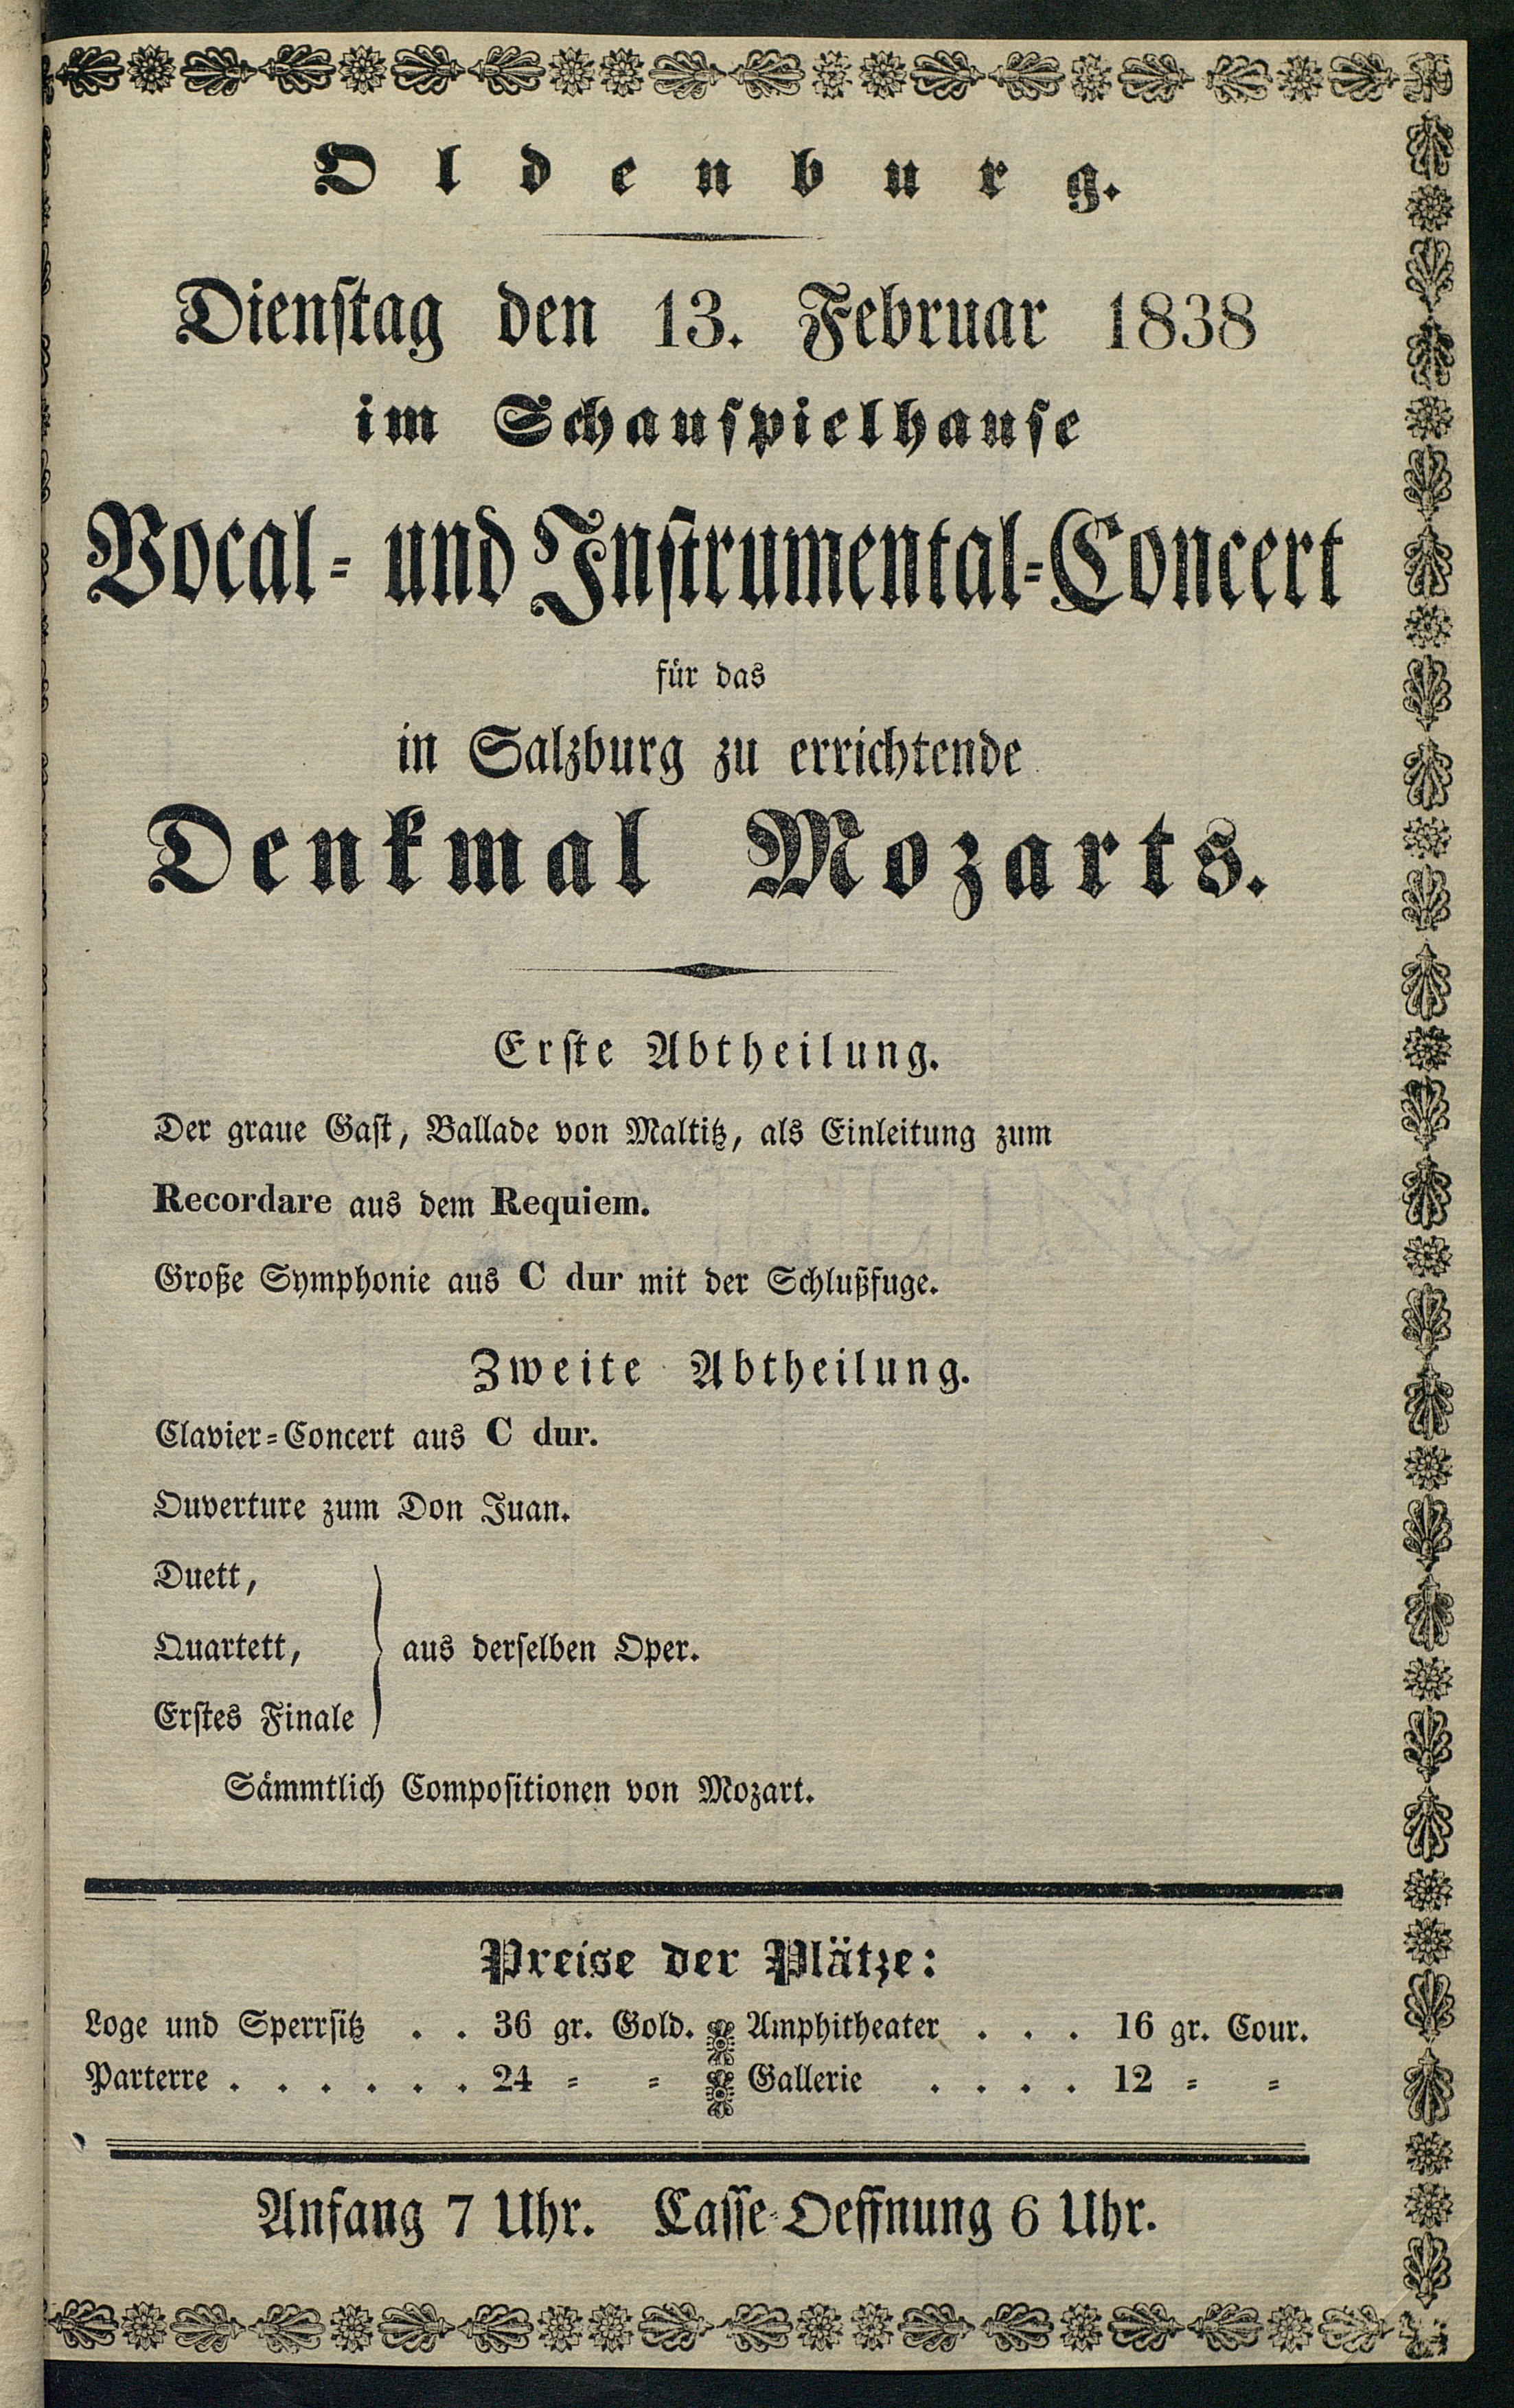 Oldenburg.
Dienstag den 13. Februar 1838
im Schauspielhause
Vocal- und Instrumental-Concert
für das
in Salzburg zu errichtende
Denkmal Mozarts.
Erste Abtheilung.
Der graue Gast, Ballade von Maltitz, als Einleitung zum
Recordare aus dem Requiem.
Große Symphonie aus C dur mit der Schlußfuge.
Zweite Abtheilung.
Clavier-Concert aus C dur.
Ouverture zum Don Juan.
Duett,
Quartett, } aus derselben Oper.
Erstes Finale
Sämmtlich Compositionen von Mozart.
Preise der Plätze:
Loge und Sperrsitz . . 36 gr. Gold. Amphitheater . . . 16 gr. Cour.
Parterre . . . . . . 24 = = Gallerie . . . . 12 = =
Anfang 7 Uhr. Casse-Oeffnung 6 Uhr.